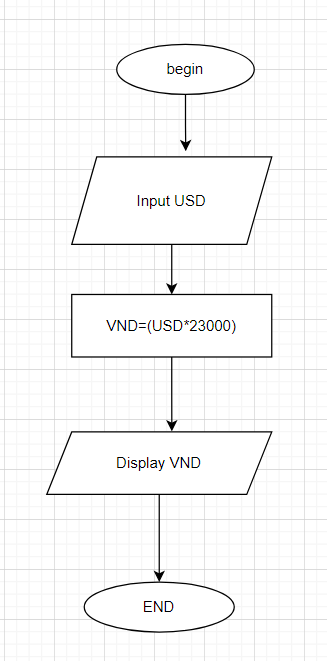 begin
Input USD
VND=(USD*23000)
Display VND
END